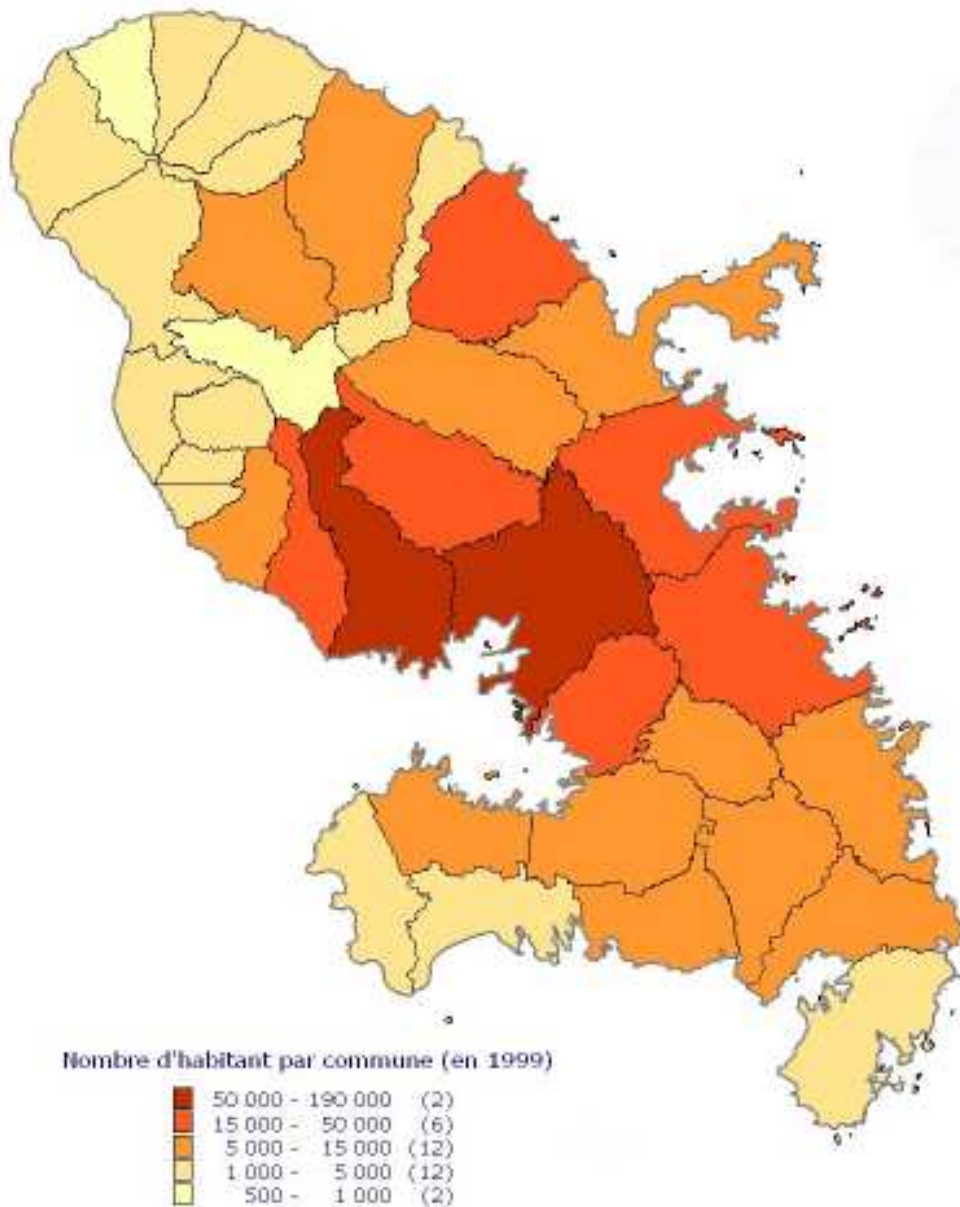 Nombre d'habitant par commune (en 1999)
50 000 - 190 000 (2)
15 000 - 50 000 (6)
5 000 - 15 000 (12)
1 000 - 5 000 (12)
500 - 1 000 (2)